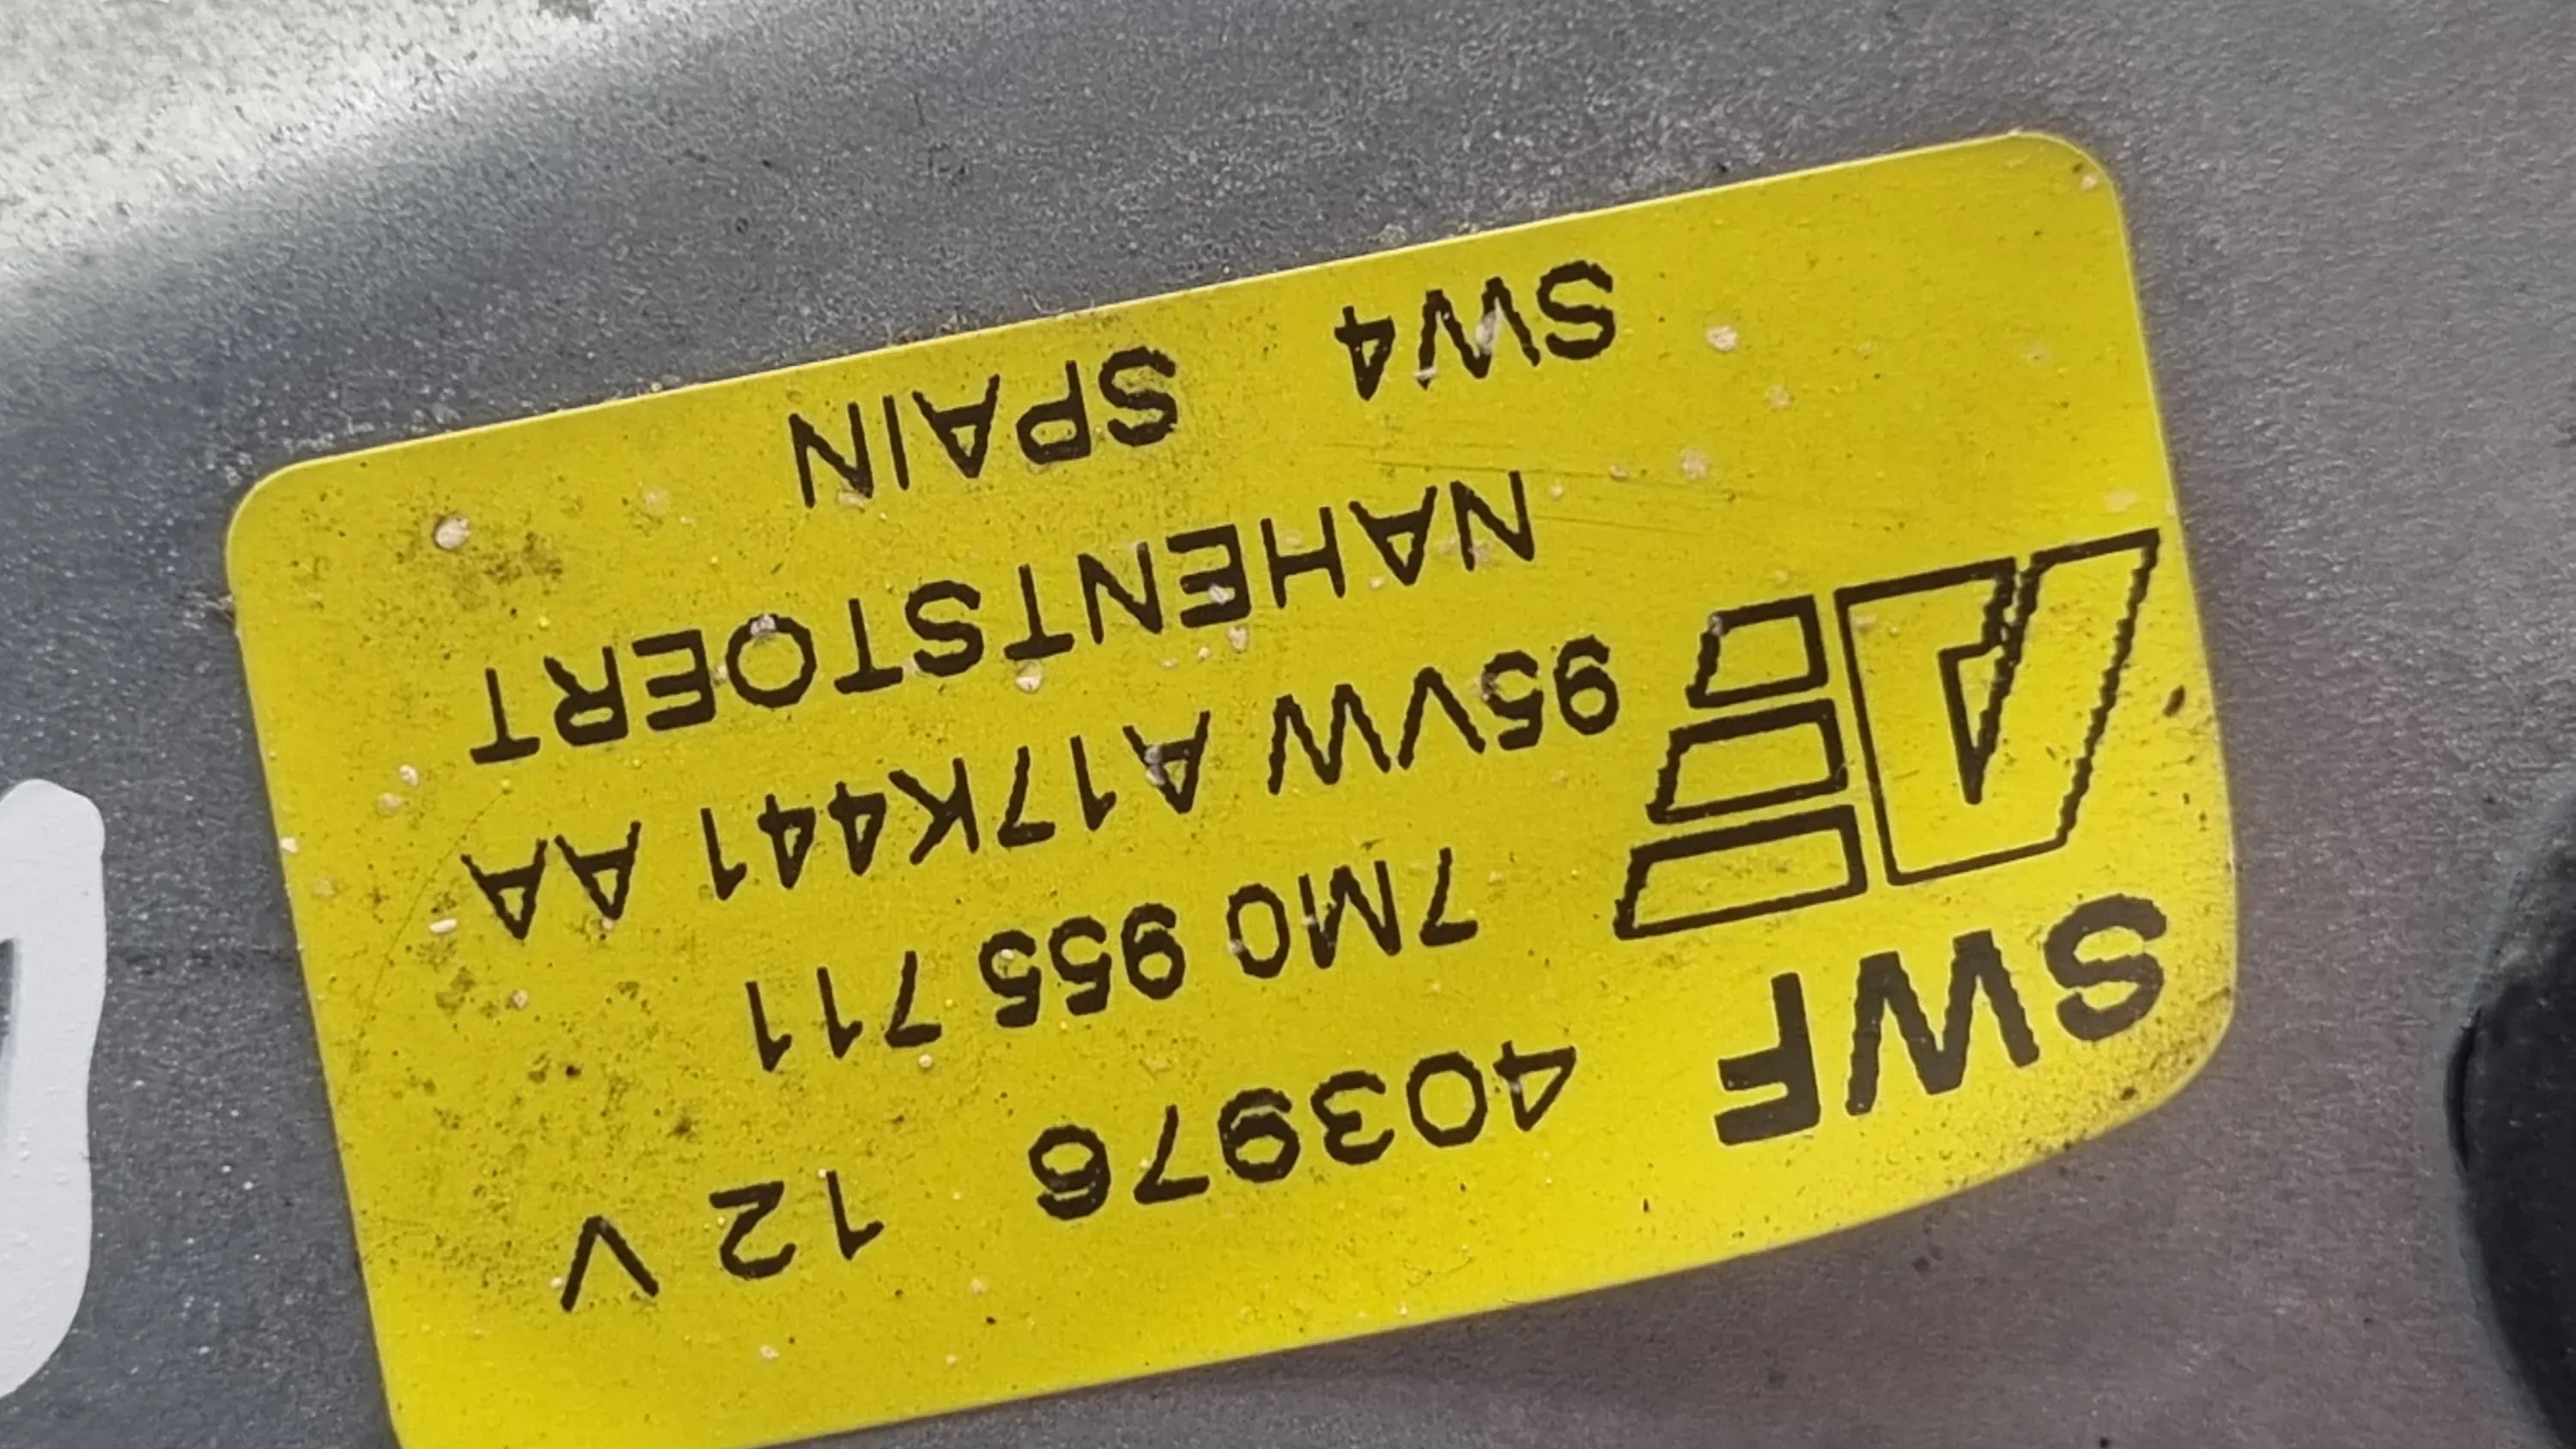 SWF 403976 12 V
7M0 955 711
95VW A17K441 AA
NAHENTSTOERT
SW4 SPAIN